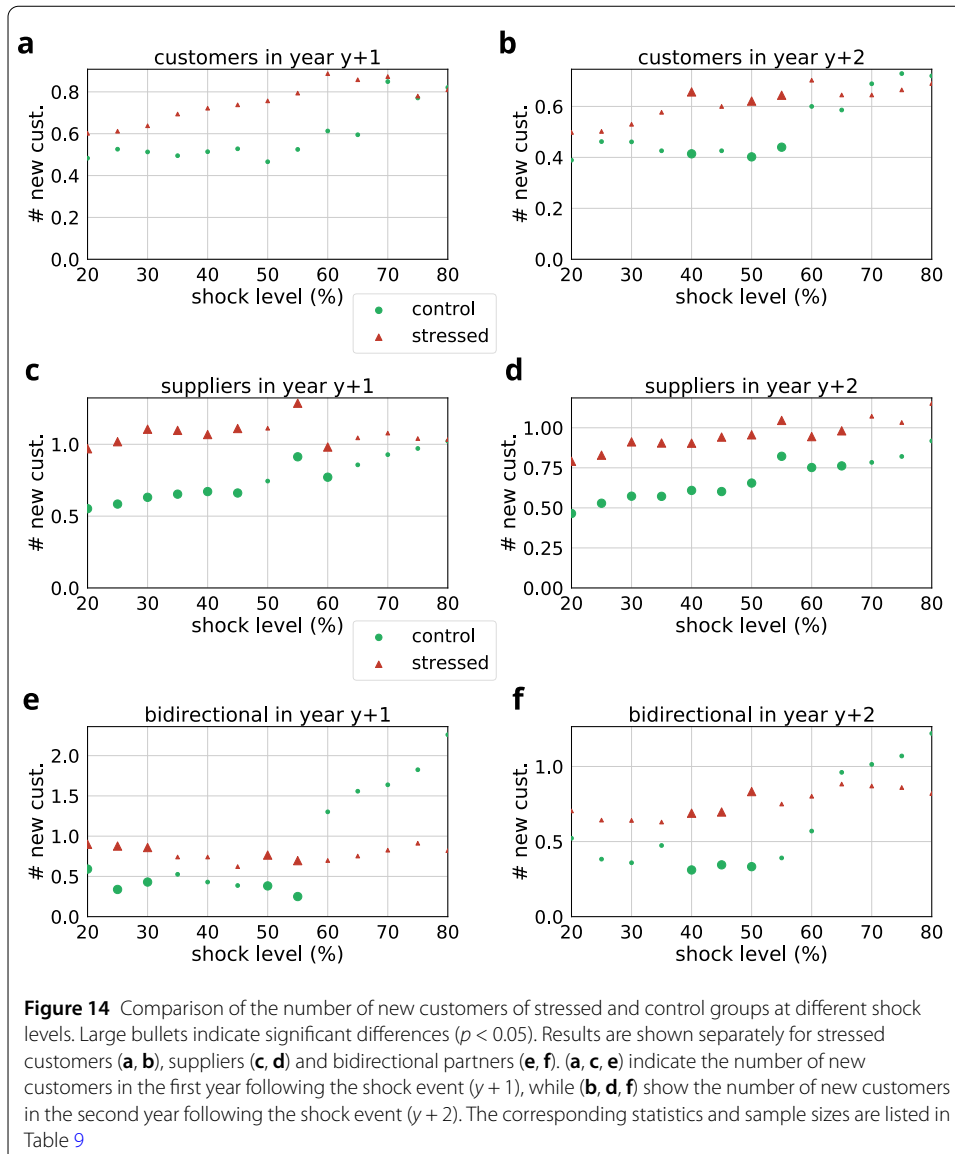 a
customers in year y+1
# new cust.
0.8
0.6
0.4
0.2
0.0
20 30 40 50 60 70 80
shock level (%)
b
customers in year y+2
# new cust.
0.6
0.4
0.2
0.0
20 30 40 50 60 70 80
shock level (%)
control
stressed
c
suppliers in year y+1
# new cust.
1.0
0.5
0.0
20 30 40 50 60 70 80
shock level (%)
d
suppliers in year y+2
# new cust.
1.00
0.75
0.50
0.25
0.00
20 30 40 50 60 70 80
shock level (%)
control
stressed
e
bidirectional in year y+1
# new cust.
2.0
1.5
1.0
0.5
0.0
20 30 40 50 60 70 80
shock level (%)
f
bidirectional in year y+2
# new cust.
1.0
0.5
0.0
20 30 40 50 60 70 80
shock level (%)
Figure 14 Comparison of the number of new customers of stressed and control groups at different shock
levels. Large bullets indicate significant differences (p < 0.05). Results are shown separately for stressed
customers (a, b), suppliers (c, d) and bidirectional partners (e, f). (a, c, e) indicate the number of new
customers in the first year following the shock event (y + 1), while (b, d, f) show the number of new customers
in the second year following the shock event (y + 2). The corresponding statistics and sample sizes are listed in
Table 9